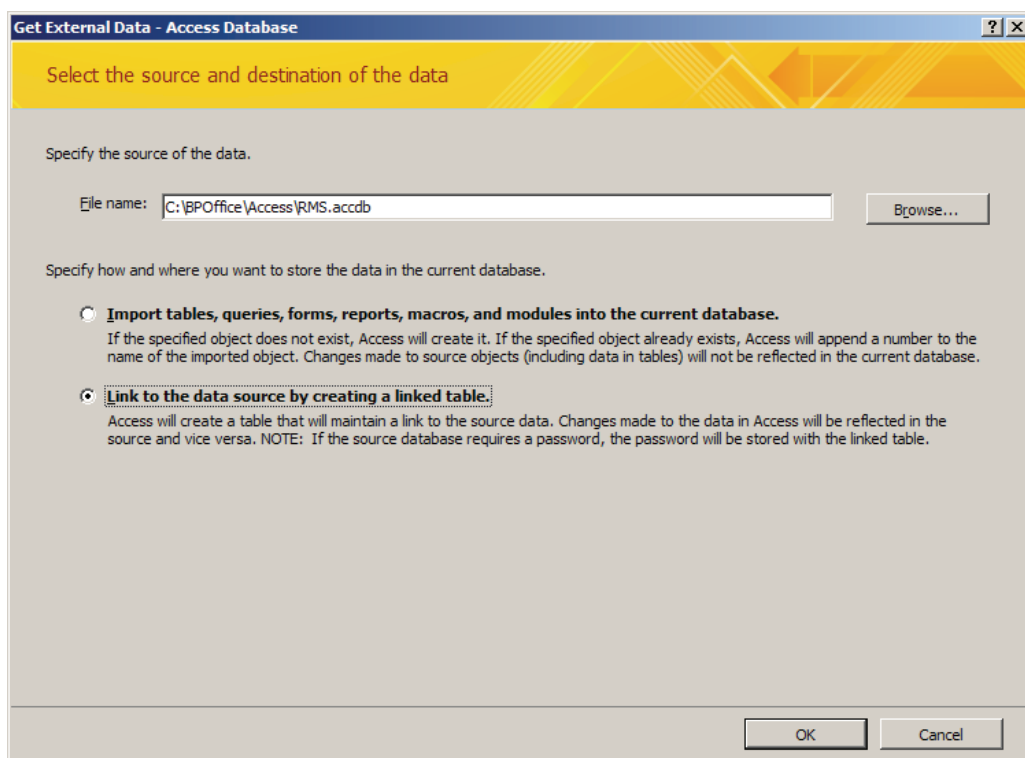 Get External Data - Access Database
Select the source and destination of the data
Specify the source of the data.
File name: C:\BPOffice\Access\RMS.accdb Browse...
Specify how and where you want to store the data in the current database.
Import tables, queries, forms, reports, macros, and modules into the current database.
If the specified object does not exist, Access will create it. If the specified object already exists, Access will append a number to the
name of the imported object. Changes made to source objects (including data in tables) will not be reflected in the current database.
Link to the data source by creating a linked table.
Access will create a table that will maintain a link to the source data. Changes made to the data in Access will be reflected in the
source and vice versa. NOTE: If the source database requires a password, the password will be stored with the linked table.
OK Cancel